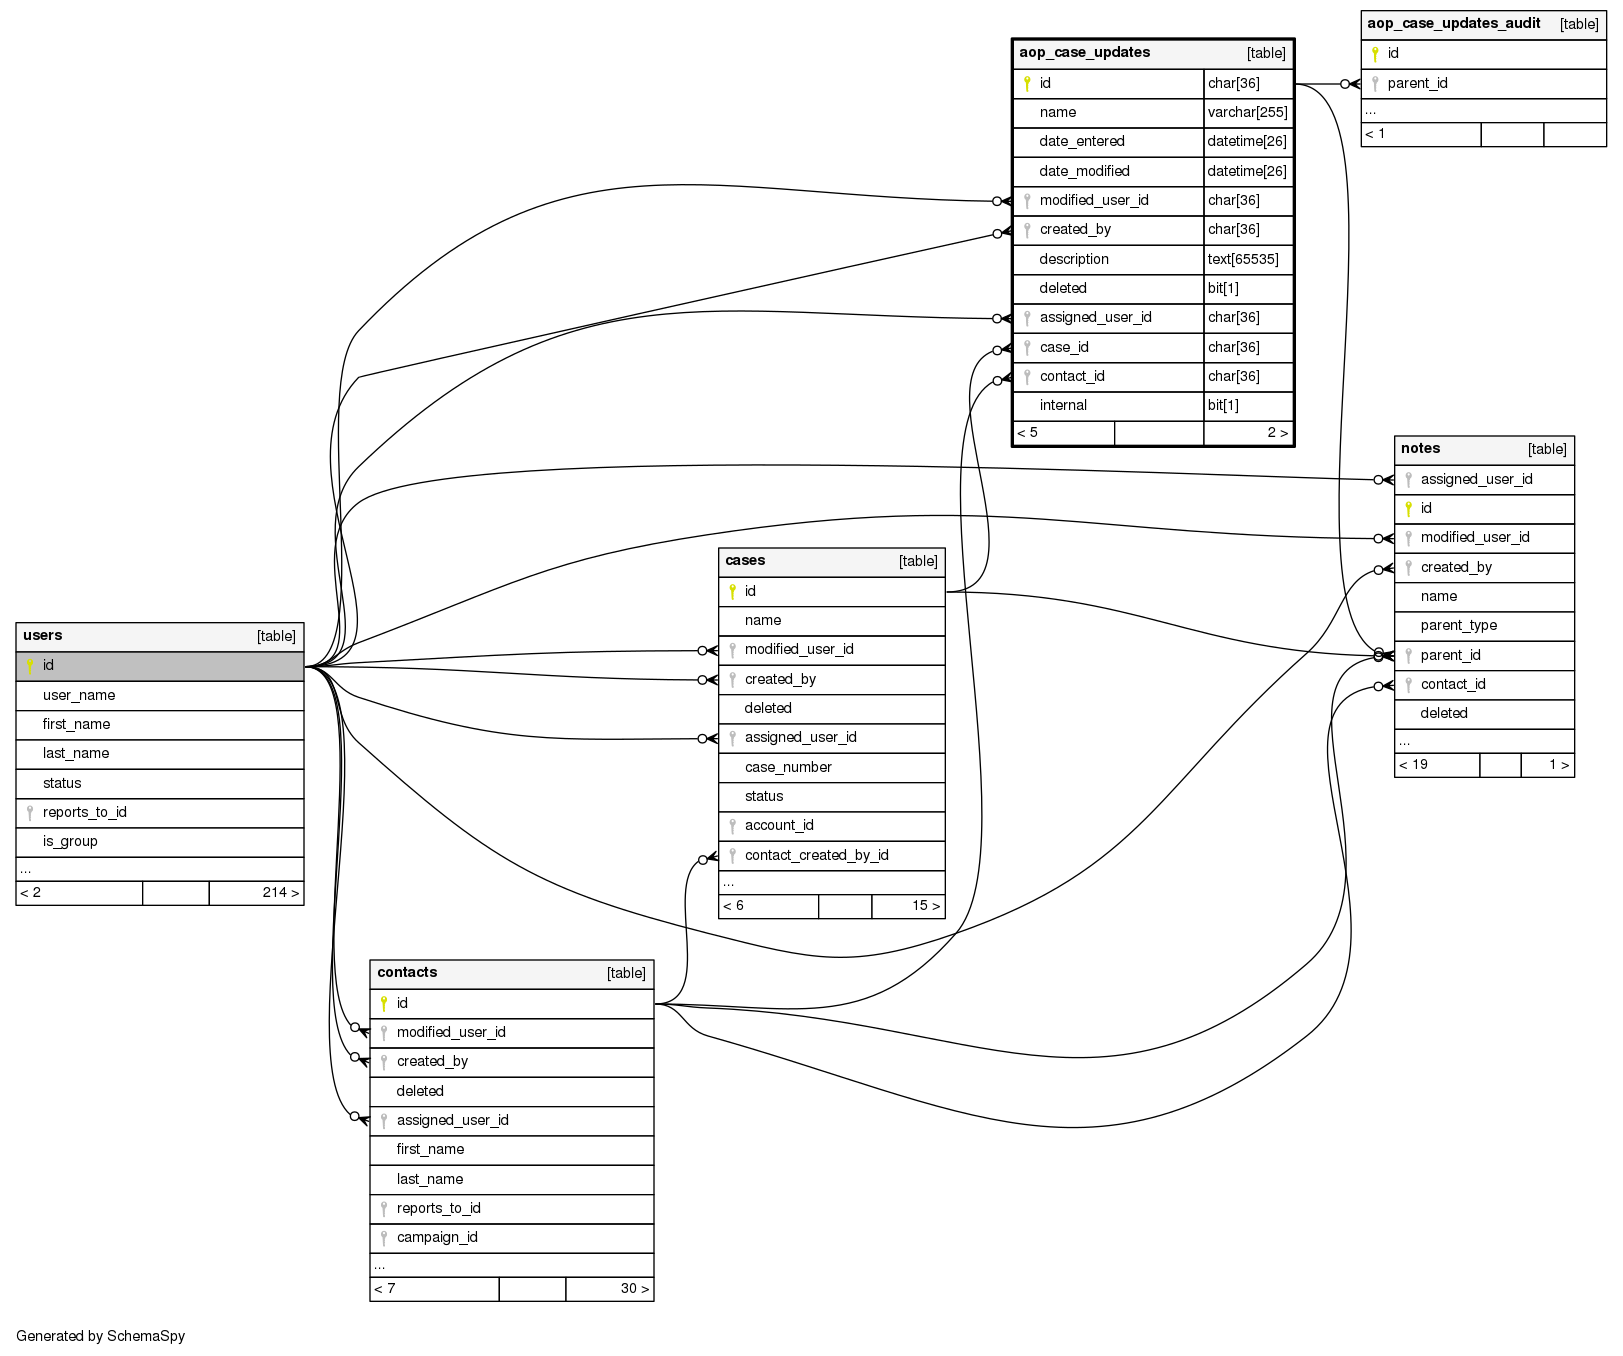 aop_case_updates_audit [table]
id
parent_id
...
< 1
aop_case_updates [table]
id char[36]
name varchar[255]
date_entered datetime[26]
date_modified datetime[26]
modified_user_id char[36]
created_by char[36]
description text[65535]
deleted bit[1]
assigned_user_id char[36]
case_id char[36]
contact_id char[36]
internal bit[1]
< 5 2 >
notes [table]
assigned_user_id
id
modified_user_id
created_by
name
parent_type
parent_id
contact_id
deleted
...
< 19 1 >
cases [table]
id
name
modified_user_id
created_by
deleted
assigned_user_id
case_number
status
account_id
contact_created_by_id
...
< 6 15 >
users [table]
id
user_name
first_name
last_name
status
reports_to_id
is_group
...
< 2 214 >
contacts [table]
id
modified_user_id
created_by
deleted
assigned_user_id
first_name
last_name
reports_to_id
campaign_id
...
< 7 30 >
Generated by SchemaSpy